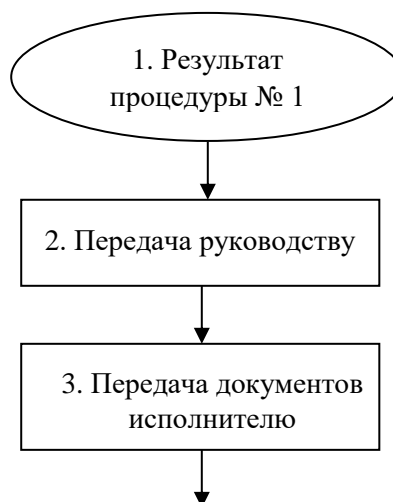 1. Результат
процедуры № 1
2. Передача руководству
3. Передача документов
исполнителю